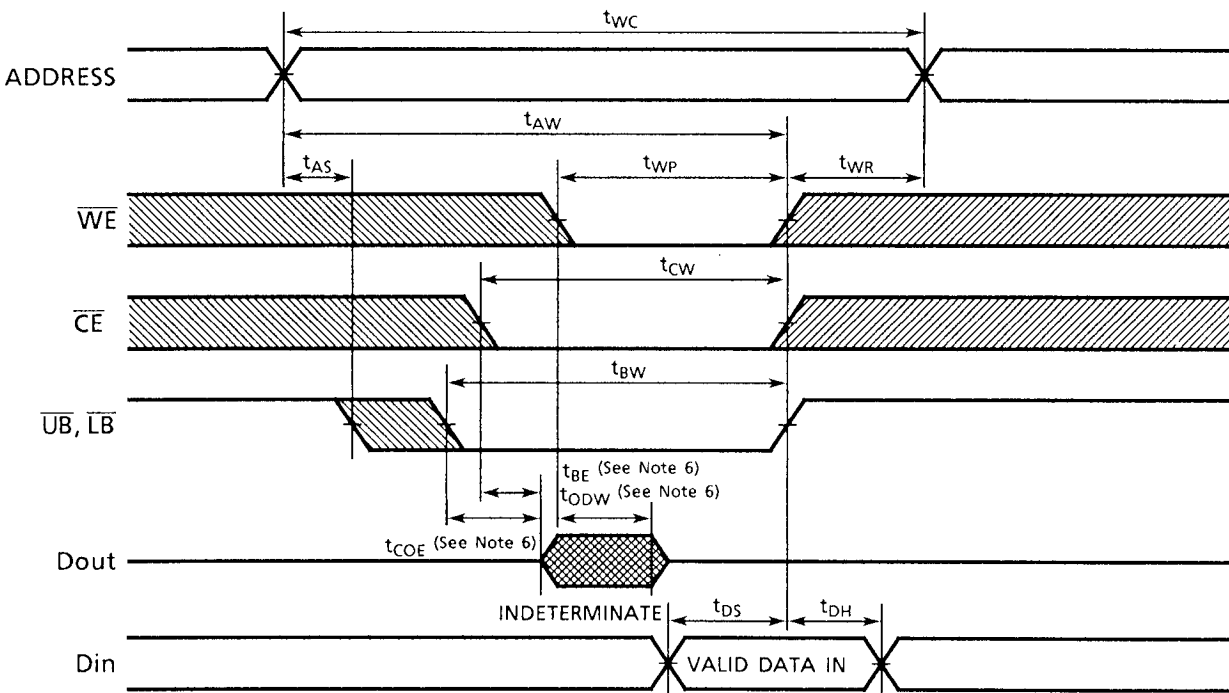 tWC
ADDRESS
tAW
tAS
tWP
tWR
WE
tCW
CE
tBW
UB, LB
tBE (See Note 6)
tODW (See Note 6)
tCOE (See Note 6)
Dout
INDETERMINATE
tDS
tDH
Din
VALID DATA IN